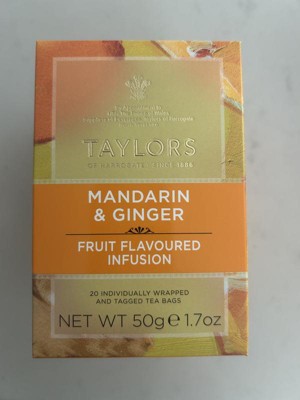 TAYLORS
OF HARROGATE SINCE 1886
MANDARIN
& GINGER
FRUIT FLAVOURED
INFUSION
20 INDIVIDUALLY WRAPPED
AND TAGGED TEA BAGS
NET WT 50g e 1.7oz